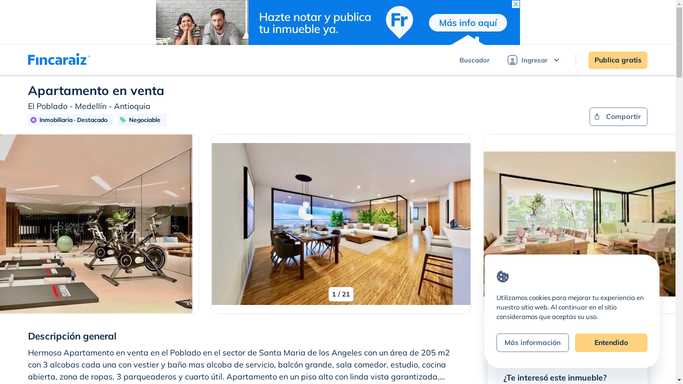 Hazte notar y publica
tu inmueble ya.
Fr
Más info aquí
Fincaraíz
Buscador
Ingresar
Publica gratis
Apartamento en venta
El Poblado - Medellín - Antioquia
Inmobiliaria · Destacado
Negociable
Compartir
1 / 21
Utilizamos cookies para mejorar tu experiencia en
nuestro sitio web. Al continuar en el sitio
consideramos que aceptas su uso.
Más información
Entendido
Descripción general
Hermoso Apartamento en venta en el Poblado en el sector de Santa Maria de los Angeles con un área de 205 m2
con 3 alcobas cada una con vestier y baño mas alcoba de servicio, balcón grande, sala comedor, estudio, cocina
abierta, zona de ropas, 3 parqueaderos y cuarto útil. Apartamento en un piso alto con linda vista garantizada,...
¿Te interesó este inmueble?